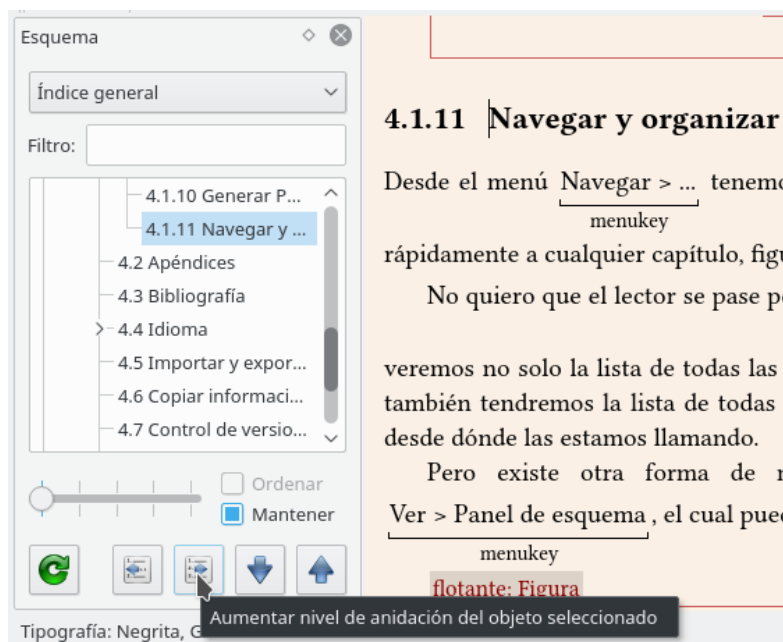 Esquema
Índice general
Filtro:
4.1.10 Generar P...
4.1.11 Navegar y ...
4.2 Apéndices
4.3 Bibliografía
4.4 Idioma
4.5 Importar y expor...
4.6 Copiar informaci...
4.7 Control de versio...
Ordenar
Mantener
Aumentar nivel de anidación del objeto seleccionado
Tipografía: Negrita, G
4.1.11 Navegar y organizar
Desde el menú Navegar > ... tenemo
menukey
rápidamente a cualquier capítulo, figu
No quiero que el lector se pase p
veremos no solo la lista de todas las
también tendremos la lista de todas
desde dónde las estamos llamando.
Pero existe otra forma de
Ver > Panel de esquema , el cual pue
menukey
flotante: Figura